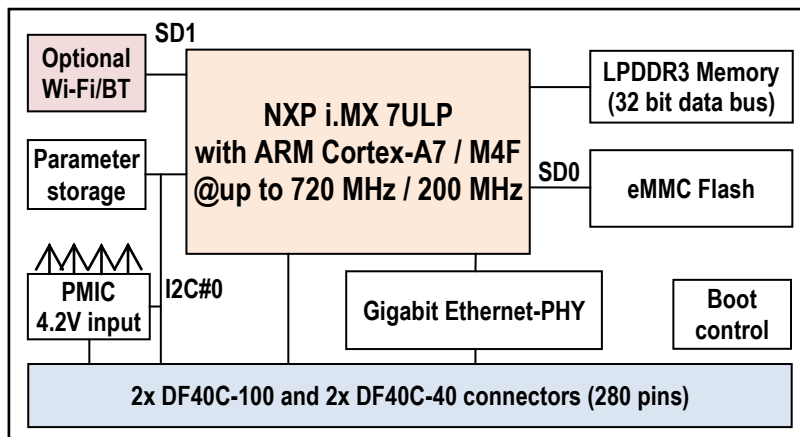 SD1
Optional
Wi-Fi/BT
NXP i.MX 7ULP
with ARM Cortex-A7 / M4F
@up to 720 MHz / 200 MHz
LPDDR3 Memory
(32 bit data bus)
Parameter
storage
SD0
eMMC Flash
PMIC
4.2V input
I2C#0
Gigabit Ethernet-PHY
Boot
control
2x DF40C-100 and 2x DF40C-40 connectors (280 pins)